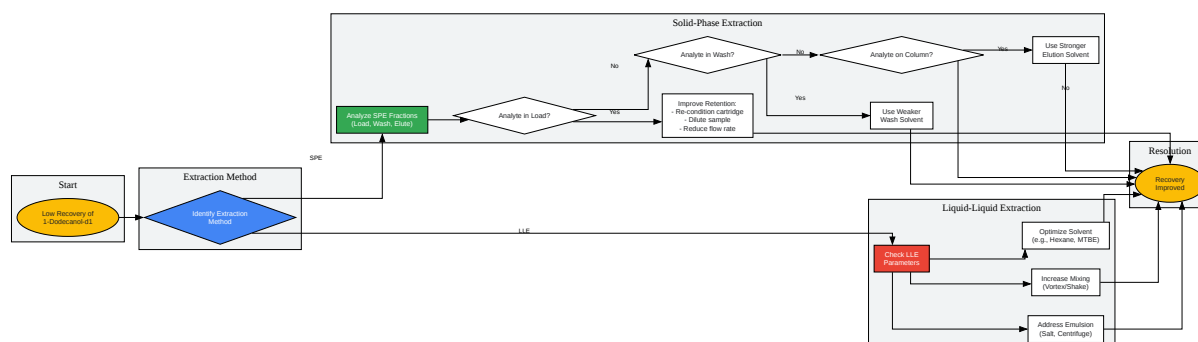 Solid-Phase Extraction
Analyte in Wash?
No
Analyte on Column?
Yes
Use Stronger
Elution Solvent
No
No
Analyze SPE Fractions
(Load, Wash, Elute)
Analyte in Load?
Yes
Improve Retention:
- Re-condition cartridge
- Dilute sample
- Reduce flow rate
Yes
Use Weaker
Wash Solvent
SPE
Resolution
Recovery
Improved
Start
Low Recovery of
1-Dodecanol-d1
Extraction Method
Identify Extraction
Method
LLE
Liquid-Liquid Extraction
Check LLE
Parameters
Optimize Solvent
(e.g., Hexane, MTBE)
Increase Mixing
(Vortex/Shake)
Address Emulsion
(Salt, Centrifuge)